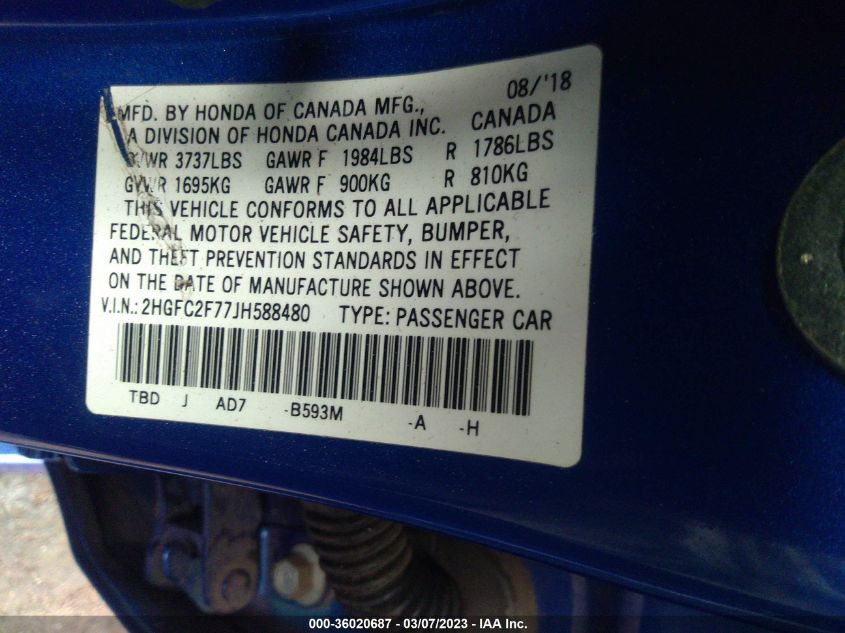 08/'18
MFD. BY HONDA OF CANADA MFG.,
A DIVISION OF HONDA CANADA INC. CANADA
GVWR 3737LBS GAWR F 1984LBS R 1786LBS
GVWR 1695KG GAWR F 900KG R 810KG
THIS VEHICLE CONFORMS TO ALL APPLICABLE
FEDERAL MOTOR VEHICLE SAFETY, BUMPER,
AND THEFT PREVENTION STANDARDS IN EFFECT
ON THE DATE OF MANUFACTURE SHOWN ABOVE.
V.I.N.: 2HGFC2F77JH588480 TYPE: PASSENGER CAR
TBD J AD7 -B593M -A -H
000-36020687 - 03/07/2023 - IAA Inc.